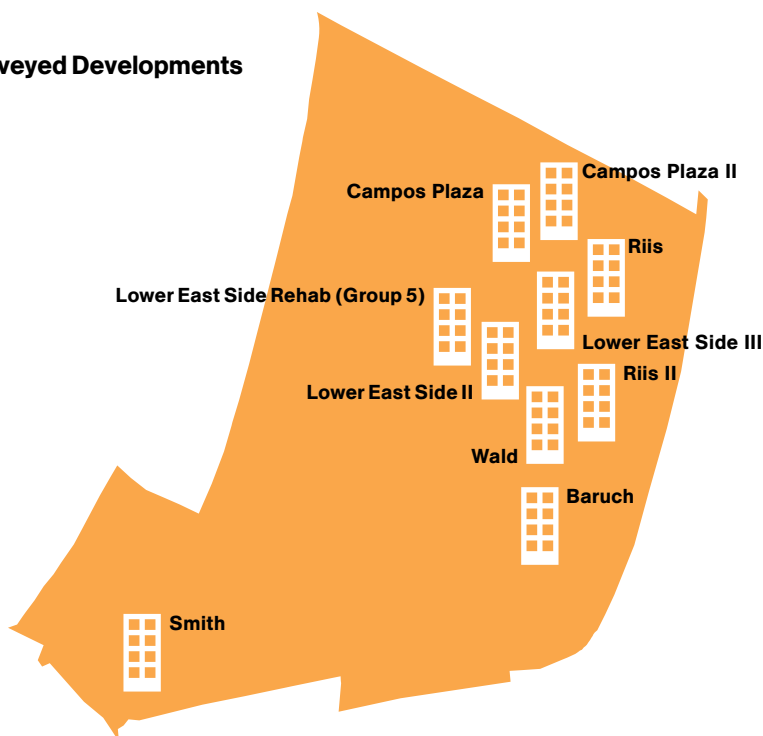 veyed Developments
Campos Plaza II
Campos Plaza
Riis
Lower East Side Rehab (Group 5)
Lower East Side III
Riis II
Lower East Side II
Wald
Baruch
Smith